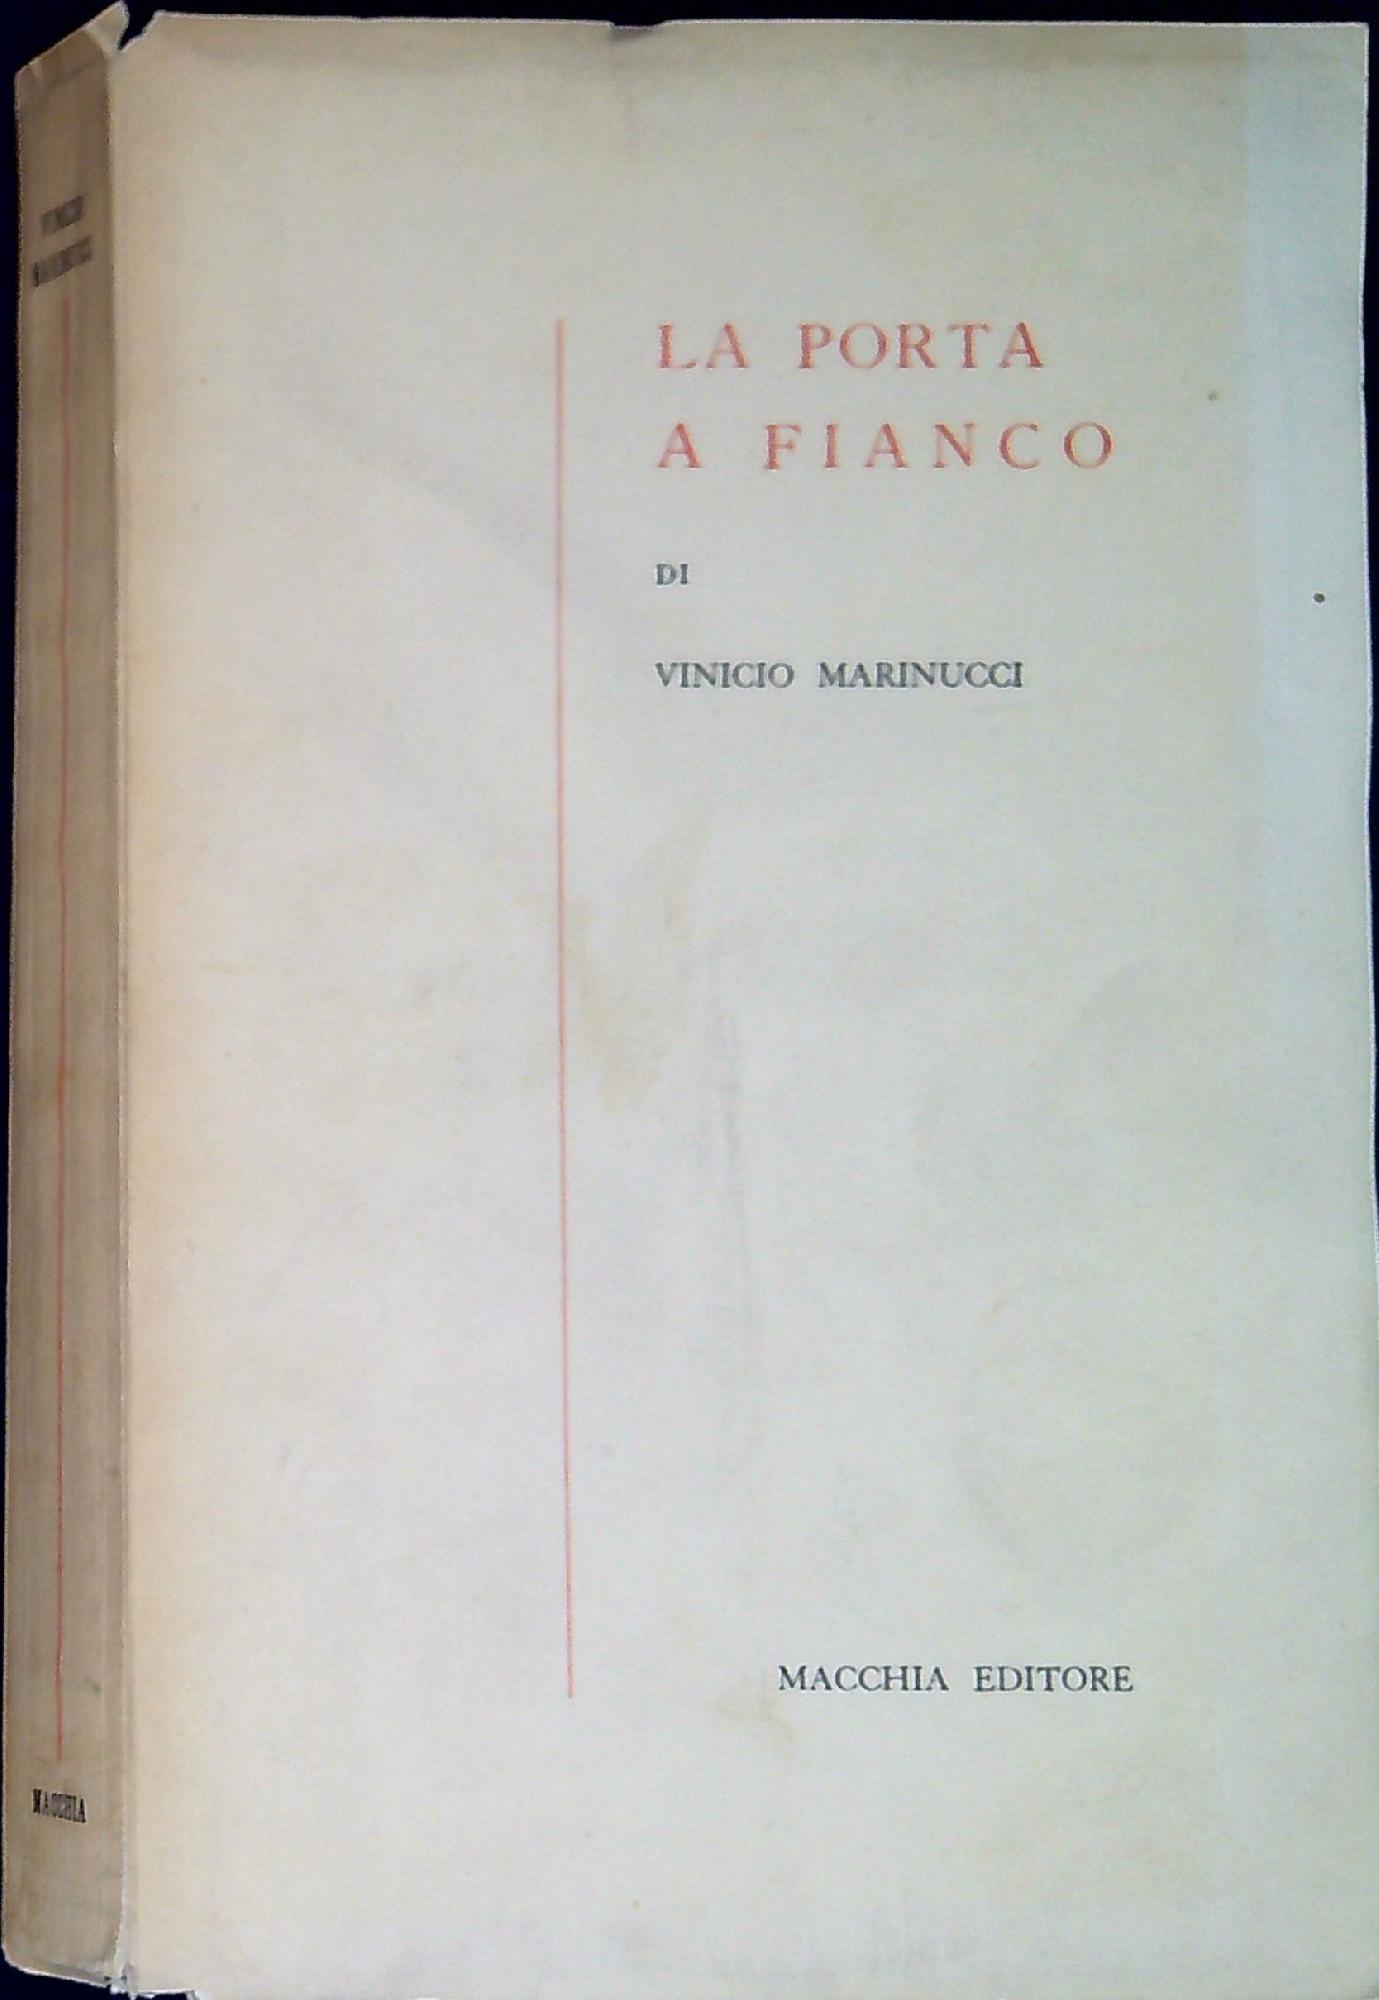 LA PORTA
A FIANCO
DI
VINICIO MARINUCCI
MACCHIA EDITORE
VINICIO
MARINUCCI
MACCHIA